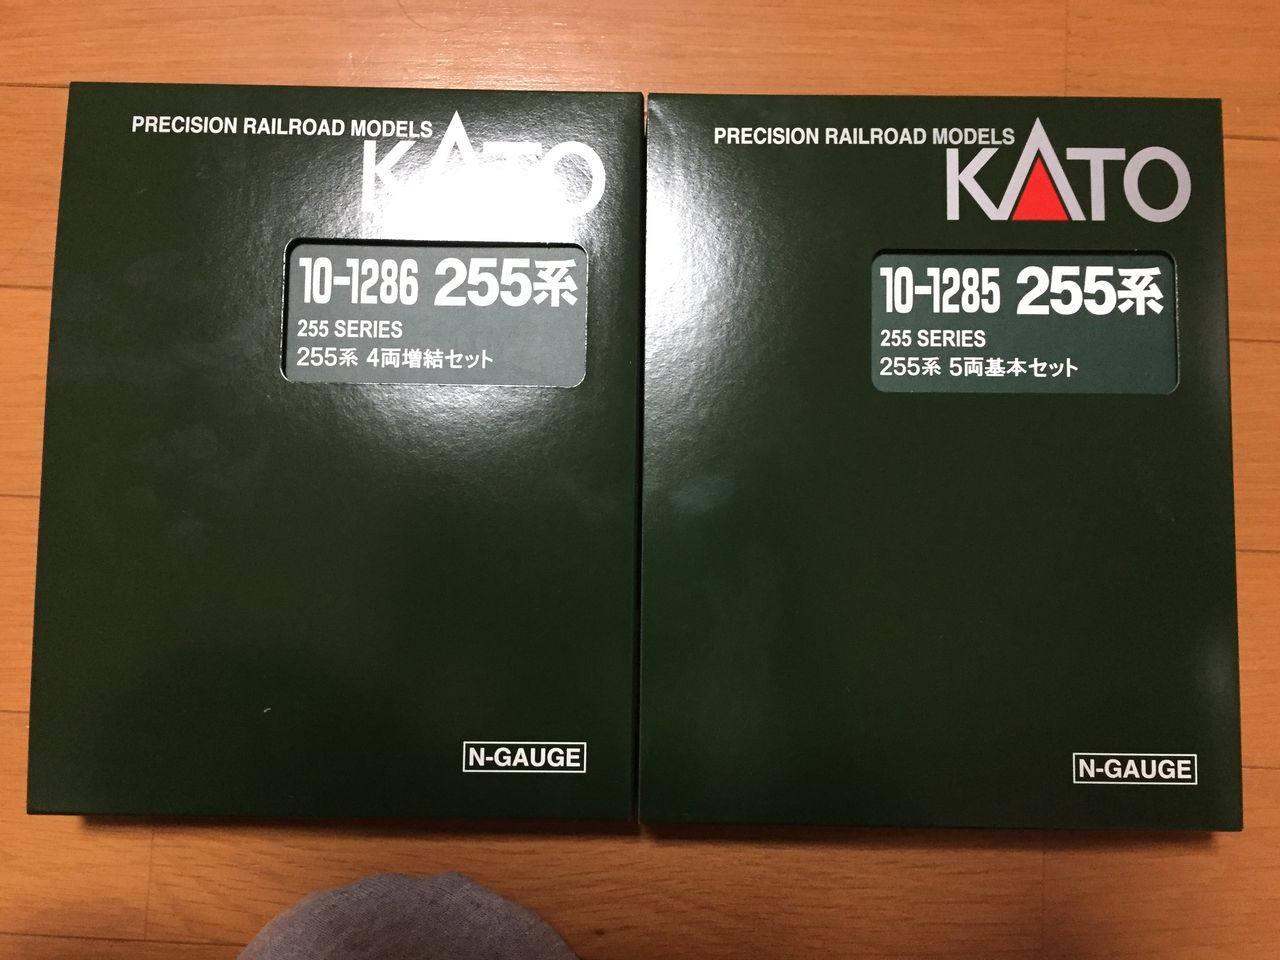 PRECISION RAILROAD MODELS
KATO
10-1286 255系
255 SERIES
255系 4両増結セット
N-GAUGE
PRECISION RAILROAD MODELS
KATO
10-1285 255系
255 SERIES
255系 5両基本セット
N-GAUGE